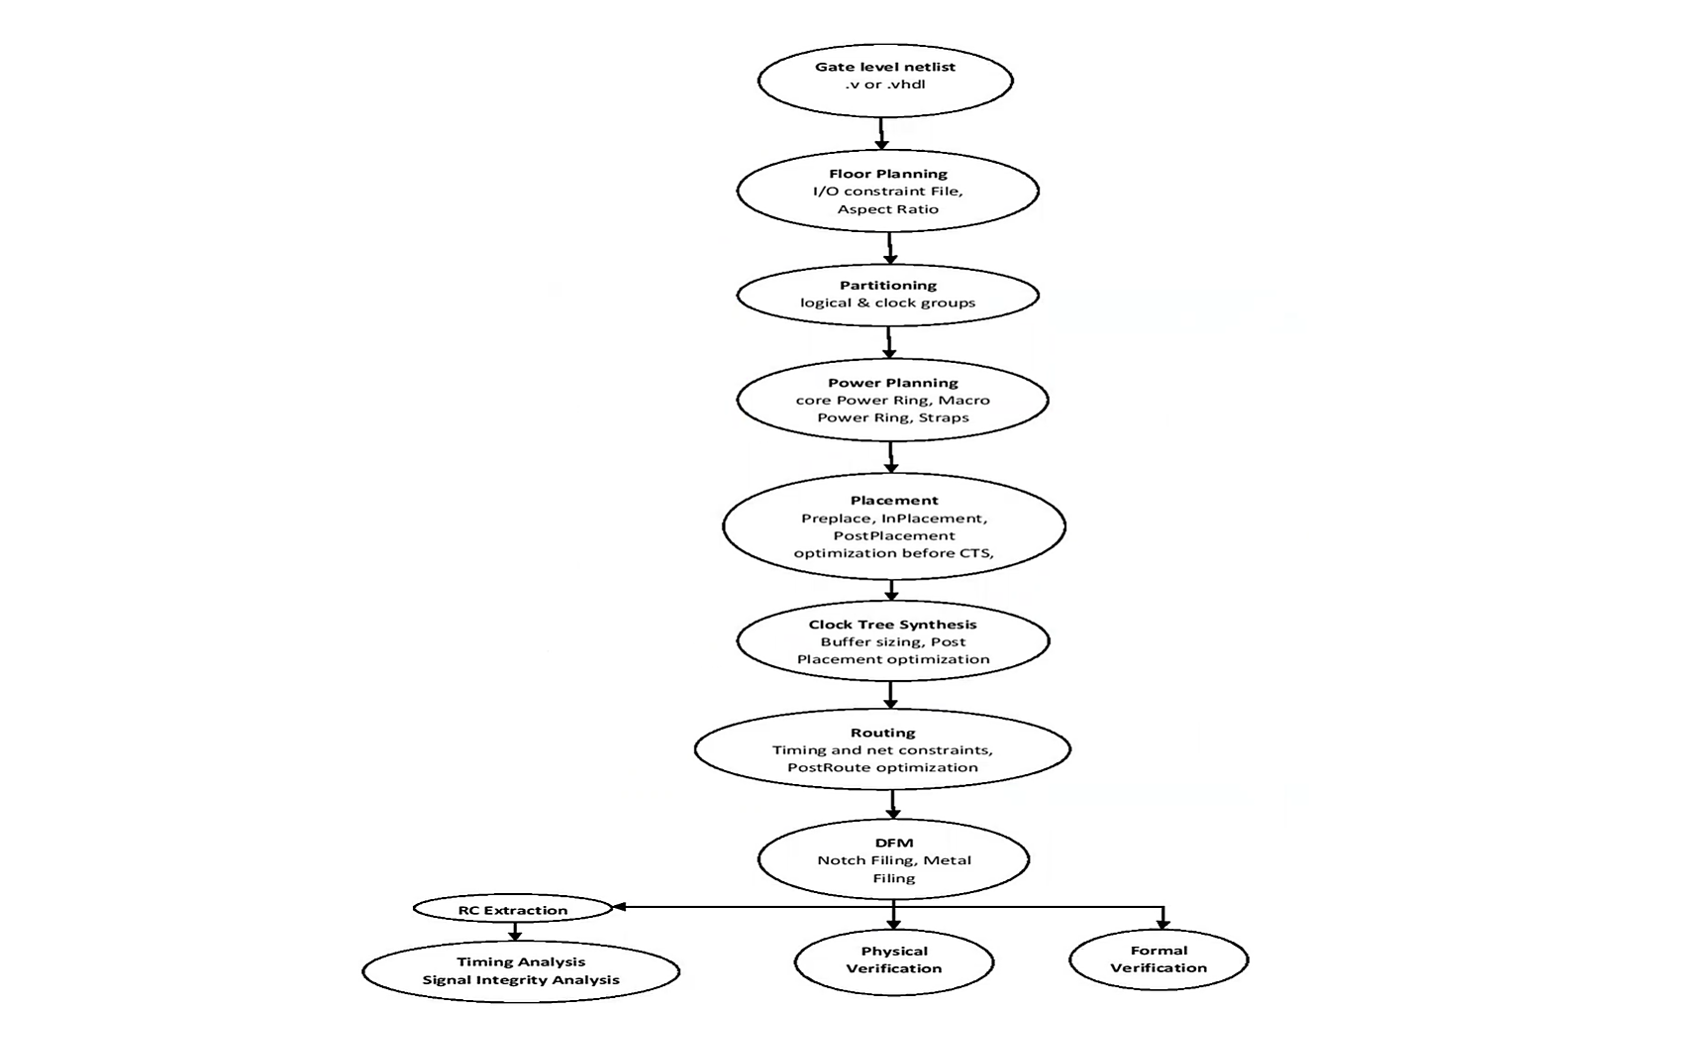 Gate level netlist
.v or .vhdl
Floor Planning
I/O constraint File,
Aspect Ratio
Partitioning
logical & clock groups
Power Planning
core Power Ring, Macro
Power Ring, Straps
Placement
Preplace, InPlacement,
PostPlacement
optimization before CTS,
Clock Tree Synthesis
Buffer sizing, Post
Placement optimization
Routing
Timing and net constraints,
PostRoute optimization
DFM
Notch Filing, Metal
Filing
RC Extraction
Timing Analysis
Signal Integrity Analysis
Physical
Verification
Formal
Verification